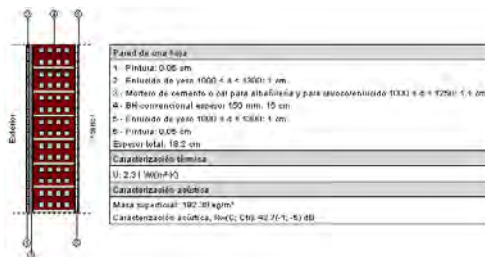 Exterior
Interior
Pared de una hoja
1 - Pintura: 0.05 cm
2 - Enlucido de yeso 1000 < d < 1300: 1 cm
3 - Mortero de cemento o cal para albañilería y para revoco/enlucido 1000 < d < 1250: 1.1 cm
4 - BH convencional espesor 150 mm: 15 cm
5 - Enlucido de yeso 1000 < d < 1300: 1 cm
6 - Pintura: 0.05 cm
Espesor total: 18.2 cm
Caracterización térmica
U: 2.31 W/(m²·K)
Caracterización acústica
Masa superficial: 192.30 kg/m²
Caracterización acústica, Rw(C; Ctr): 42.7(-1; -5) dB